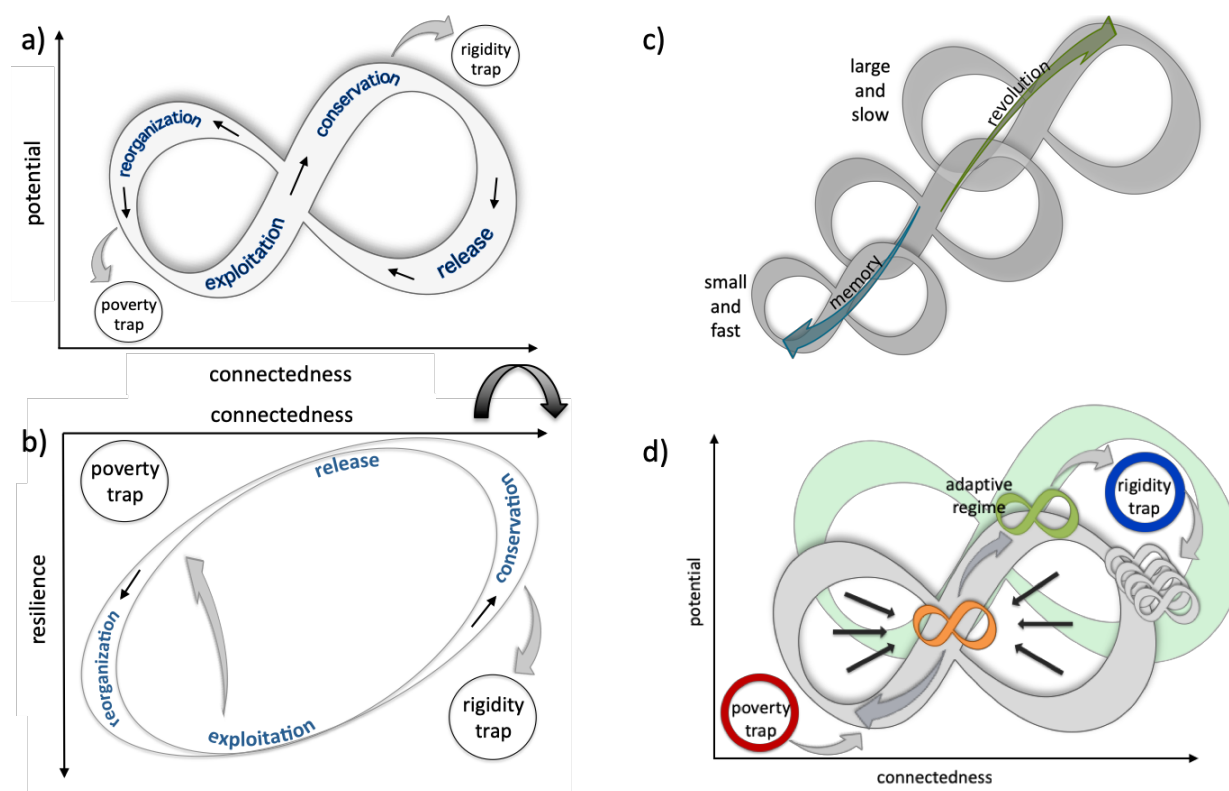 a)
potential
reorganization
conservation
exploitation
release
rigidity
trap
poverty
trap
connectedness
connectedness
b)
resilience
poverty
trap
release
conservation
reorganization
exploitation
rigidity
trap
c)
large
and
slow
revolution
small
and
fast
memory
d)
potential
adaptive
regime
rigidity
trap
poverty
trap
connectedness